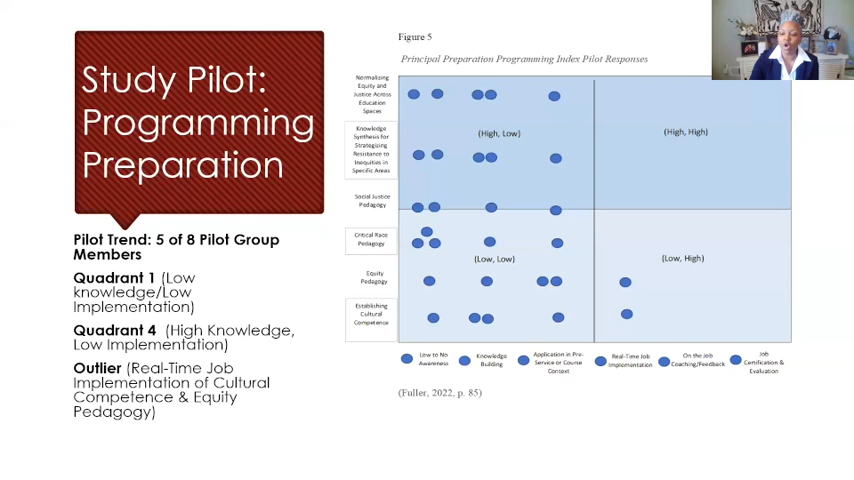 Study Pilot:
Programming
Preparation
Pilot Trend: 5 of 8 Pilot Group
Members
Quadrant 1 (Low
knowledge/Low
Implementation)
Quadrant 4 (High Knowledge,
Low Implementation)
Outlier (Real-Time Job
Implementation of Cultural
Competence & Equity
Pedagogy)
Figure 5
Principal Preparation Programming Index Pilot Responses
Normalizing
Equity and
Justice Across
Education
Spaces
Knowledge
Synthesis for
Strategizing
Resistance to
Inequities in
Specific Areas
Social Justice
Pedagogy
Critical Race
Pedagogy
Equity
Pedagogy
Establishing
Cultural
Competence
(High, Low)
(High, High)
(Low, Low)
(Low, High)
Low to No
Awareness
Knowledge
Building
Application in Pre-
Service or Course
Context
Real-Time Job
Implementation
On the Job
Coaching/Feedback
Job
Certification &
Evaluation
(Fuller, 2022, p. 85)